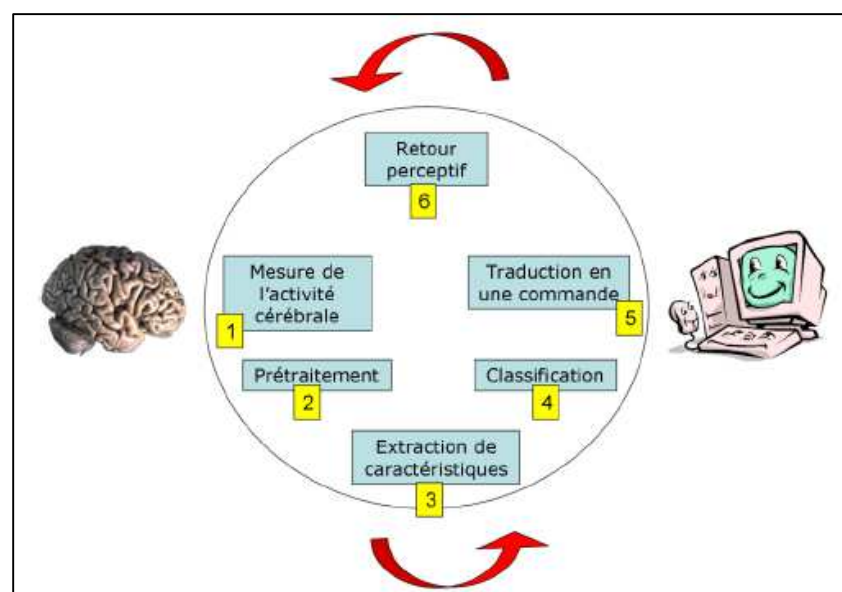 Retour
perceptif
6
Mesure de
l'activité
cérébrale
1
Traduction en
une commande
5
Prétraitement
2
Classification
4
Extraction de
caractéristiques
3